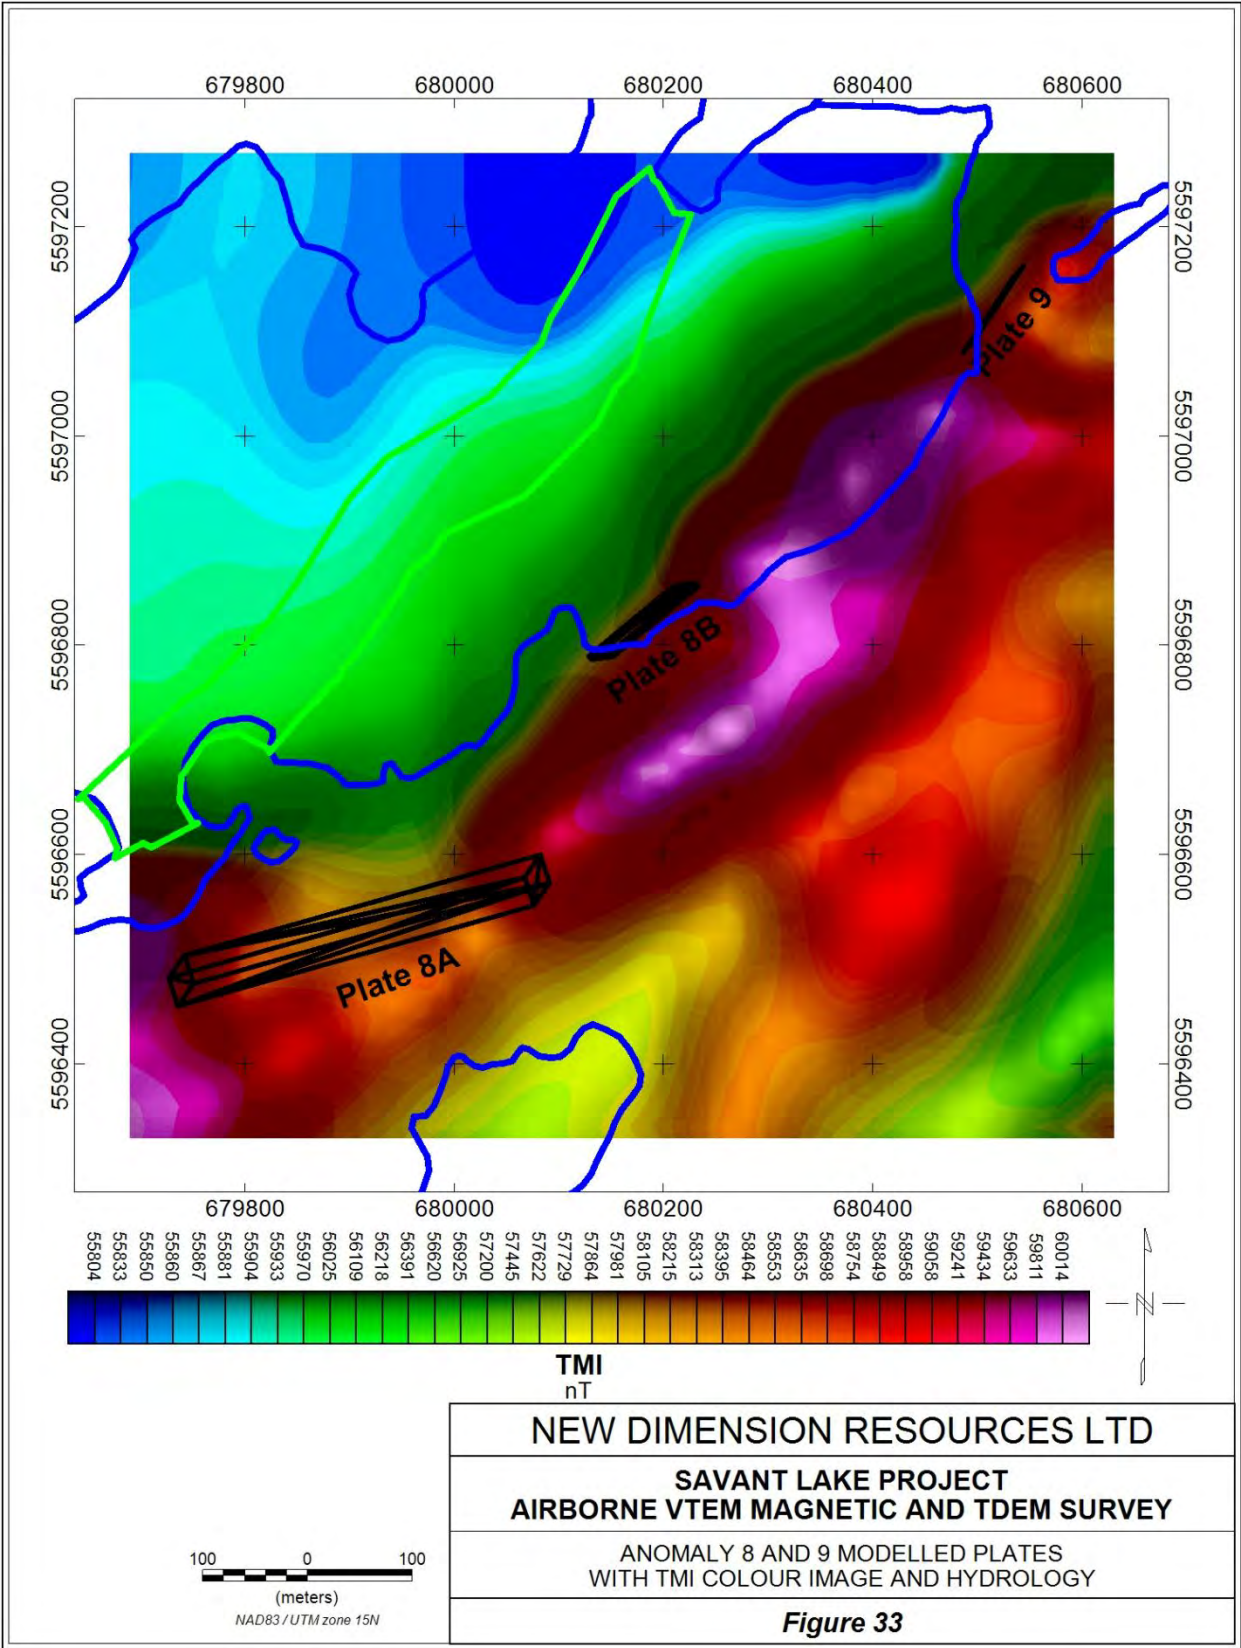 679800 680000 680200 680400 680600
5597200 5597200
Plate 9
5597000 5597000
5596800 5596800
Plate 8B
5596600 5596600
Plate 8A
5596400 5596400
679800 680000 680200 680400 680600
55804 55833 55850 55860 55867 55881 55904 55970 56025 56109 56218 56391 56620 56925 57200 57445 57622 57729 57864 57981 58105 58215 58313 58395 58464 58553 58635 58698 58754 58849 58958 59058 59241 59434 59633 59811 60014
N
TMI
nT
NEW DIMENSION RESOURCES LTD
SAVANT LAKE PROJECT
AIRBORNE VTEM MAGNETIC AND TDEM SURVEY
ANOMALY 8 AND 9 MODELLED PLATES
WITH TMI COLOUR IMAGE AND HYDROLOGY
Figure 33
100 0 100
(meters)
NAD83 / UTM zone 15N